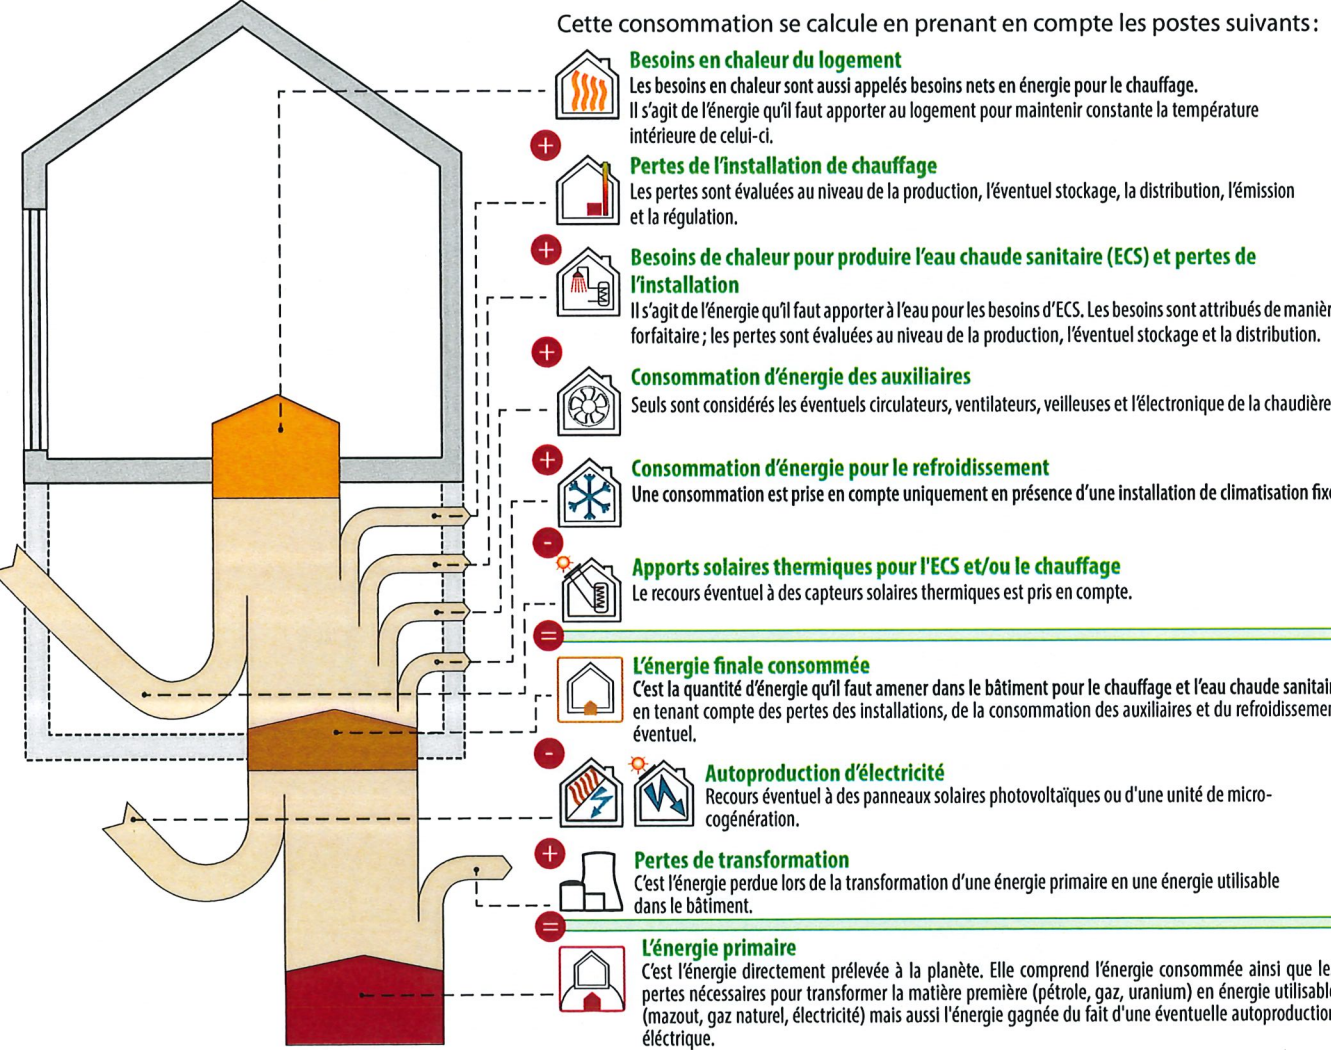 Cette consommation se calcule en prenant en compte les postes suivants :
Besoins en chaleur du logement
Les besoins en chaleur sont aussi appelés besoins nets en énergie pour le chauffage.
Il s'agit de l'énergie qu'il faut apporter au logement pour maintenir constante la température
intérieure de celui-ci.
+
Pertes de l'installation de chauffage
Les pertes sont évaluées au niveau de la production, l'éventuel stockage, la distribution, l'émission
et la régulation.
+
Besoins de chaleur pour produire l'eau chaude sanitaire (ECS) et pertes de
l'installation
Il s'agit de l'énergie qu'il faut apporter à l'eau pour les besoins d'ECS. Les besoins sont attribués de manièr
forfaitaire ; les pertes sont évaluées au niveau de la production, l'éventuel stockage et la distribution.
+
Consommation d'énergie des auxiliaires
Seuls sont considérés les éventuels circulateurs, ventilateurs, veilleuses et l'électronique de la chaudière
+
Consommation d'énergie pour le refroidissement
Une consommation est prise en compte uniquement en présence d'une installation de climatisation fixe
-
Apports solaires thermiques pour l'ECS et/ou le chauffage
Le recours éventuel à des capteurs solaires thermiques est pris en compte.
=
L'énergie finale consommée
C'est la quantité d'énergie qu'il faut amener dans le bâtiment pour le chauffage et l'eau chaude sanitair
en tenant compte des pertes des installations, de la consommation des auxiliaires et du refroidissemen
éventuel.
-
Autoproduction d'électricité
Recours éventuel à des panneaux solaires photovoltaïques ou d'une unité de micro-
cogénération.
+
Pertes de transformation
C'est l'énergie perdue lors de la transformation d'une énergie primaire en une énergie utilisable
dans le bâtiment.
=
L'énergie primaire
C'est l'énergie directement prélevée à la planète. Elle comprend l'énergie consommée ainsi que le
pertes nécessaires pour transformer la matière première (pétrole, gaz, uranium) en énergie utilisable
(mazout, gaz naturel, électricité) mais aussi l'énergie gagnée du fait d'une éventuelle autoproduction
éléctrique.